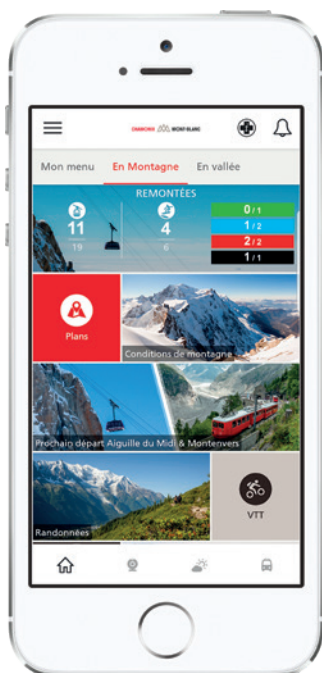 CHAMONIX MONT-BLANC
Mon menu En Montagne En vallée
REMONTÉES
11 4
19 6
0 / 1
1 / 2
2 / 2
1 / 1
Plans
Conditions de montagne
Prochain départ Aiguille du Midi & Montenvers
Randonnées
VTT